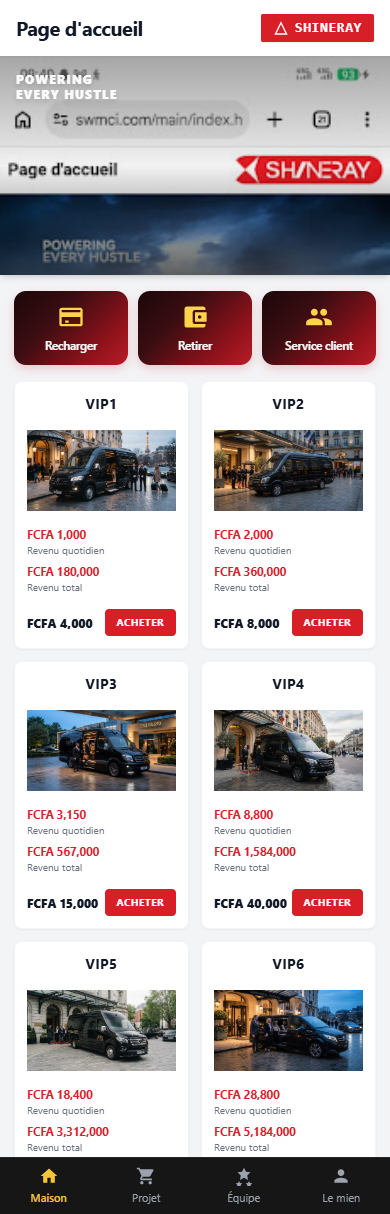 Page d'accueil
SHINERAY
POWERING
EVERY HUSTLE
93
swmci.com/main/index.h
21
Page d'accueil
SHINERAY
POWERING
EVERY HUSTLE
Recharger
Retirer
Service client
VIP1
FCFA 1,000
Revenu quotidien
FCFA 180,000
Revenu total
FCFA 4,000
ACHETER
VIP2
FCFA 2,000
Revenu quotidien
FCFA 360,000
Revenu total
FCFA 8,000
ACHETER
VIP3
FCFA 3,150
Revenu quotidien
FCFA 567,000
Revenu total
FCFA 15,000
ACHETER
VIP4
FCFA 8,800
Revenu quotidien
FCFA 1,584,000
Revenu total
FCFA 40,000
ACHETER
VIP5
FCFA 18,400
Revenu quotidien
FCFA 3,312,000
Revenu total
VIP6
FCFA 28,800
Revenu quotidien
FCFA 5,184,000
Revenu total
Maison
Projet
Équipe
Le mien